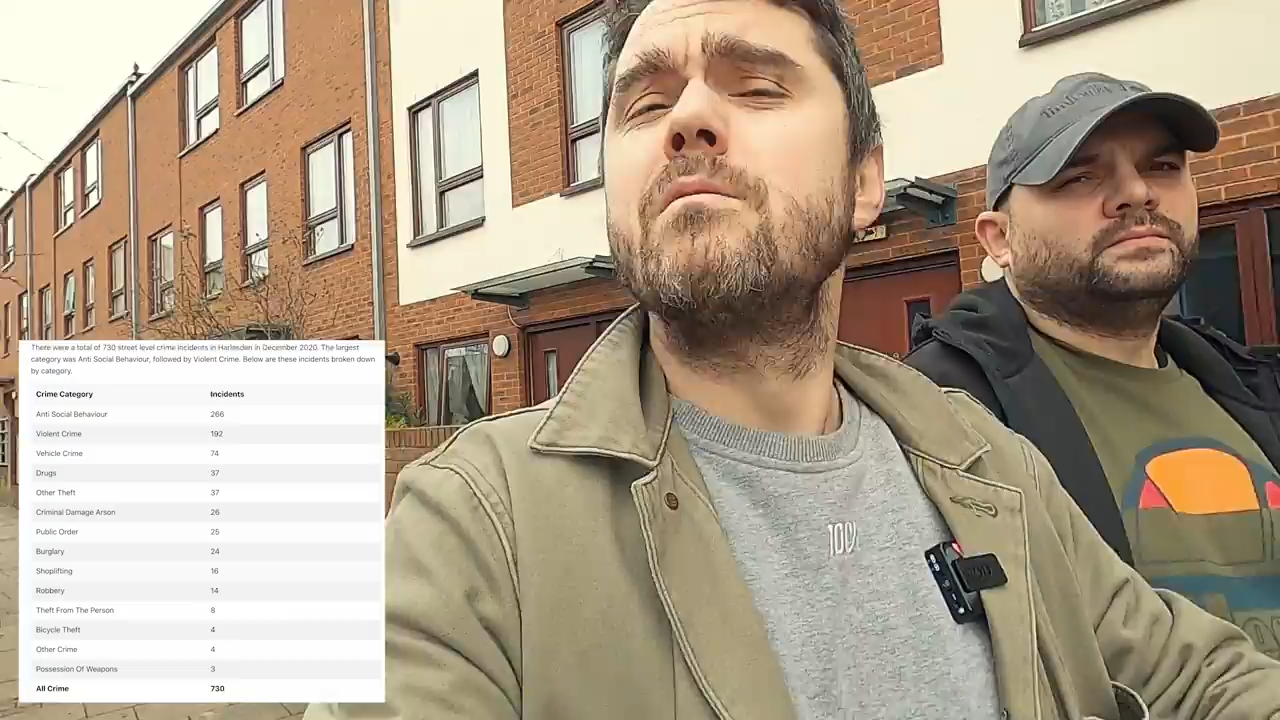 There were a total of 730 street level crime incidents in Harlesden in December 2020. The largest
category was Anti Social Behaviour, followed by Violent Crime. Below are these incidents broken down
by category.
Crime Category Incidents
Anti Social Behaviour 266
Violent Crime 192
Vehicle Crime 74
Drugs 37
Other Theft 37
Criminal Damage Arson 26
Public Order 25
Burglary 24
Shoplifting 16
Robbery 14
Theft From The Person 8
Bicycle Theft 4
Other Crime 4
Possession Of Weapons 3
All Crime 730
100%